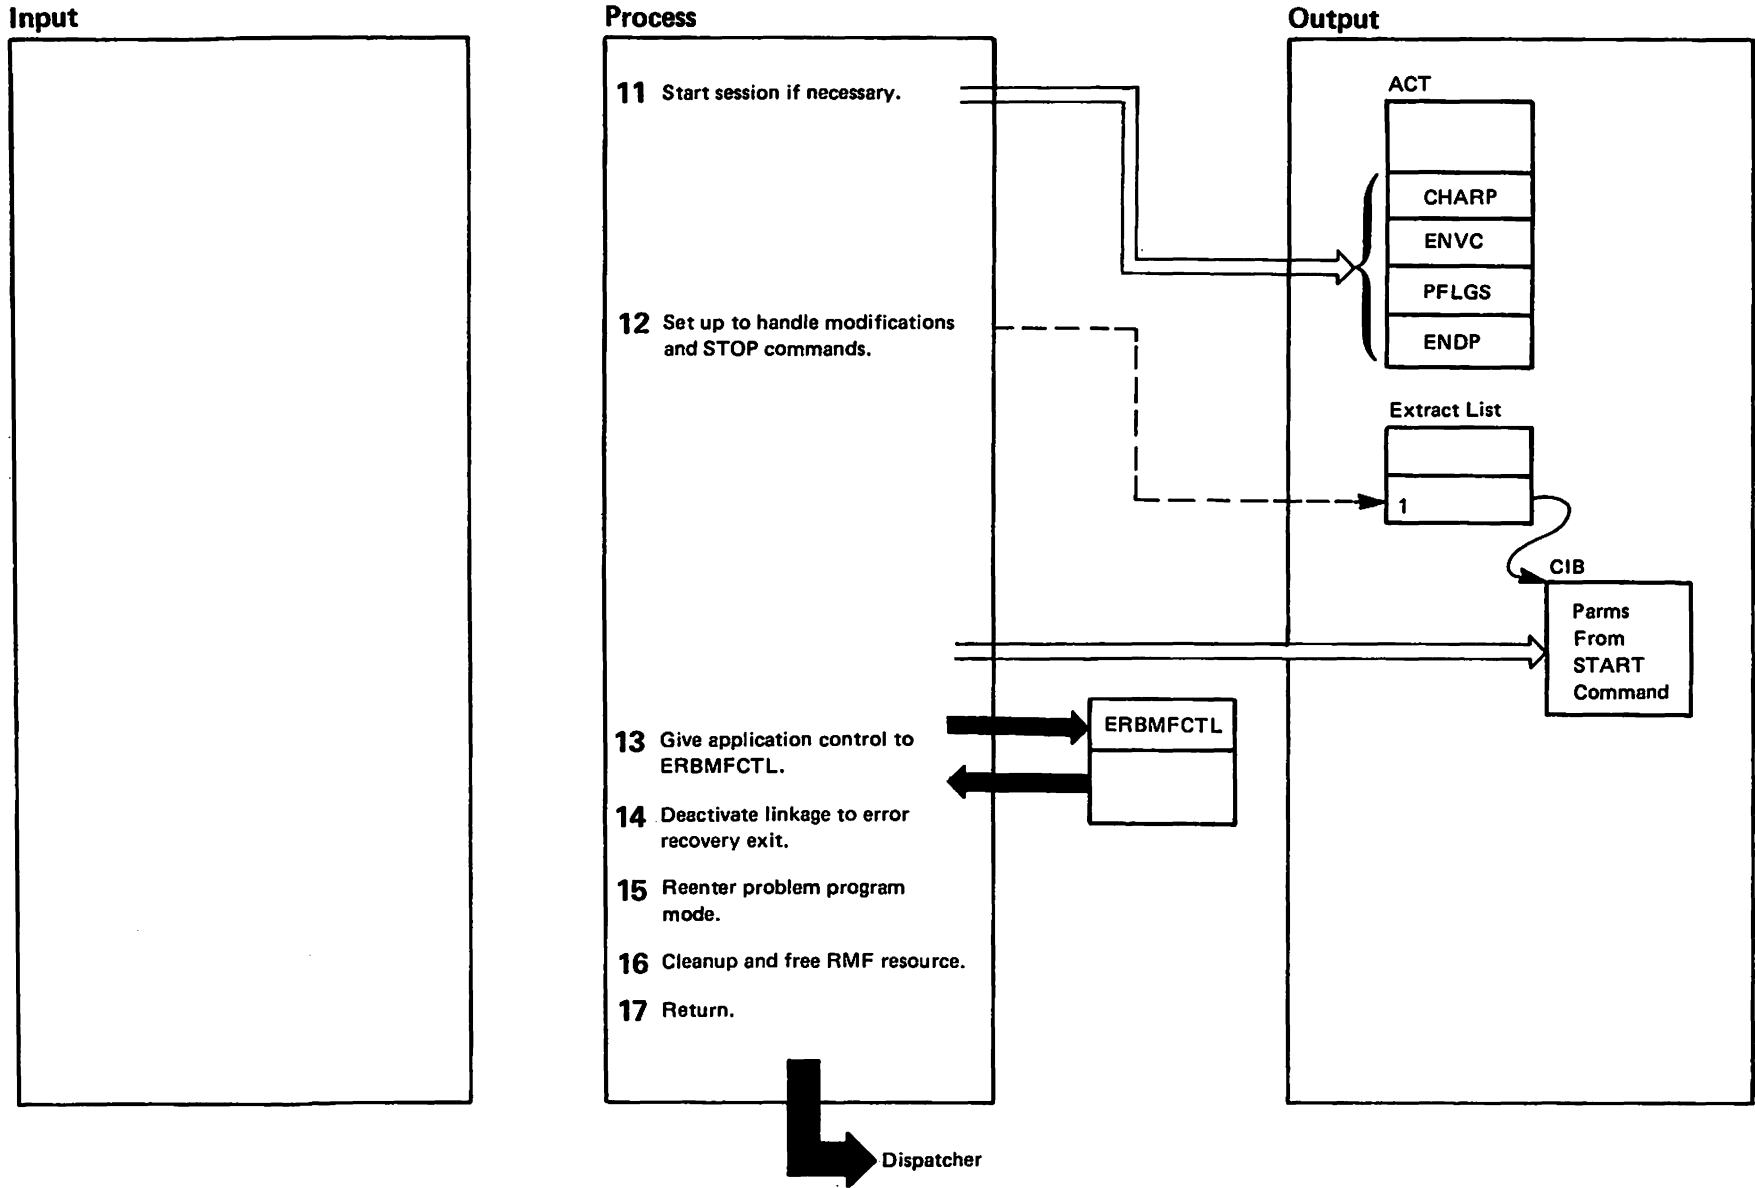 Input
Process
Output
11 Start session if necessary.
ACT
CHARP
ENVC
PFLGS
ENDP
12 Set up to handle modifications
and STOP commands.
Extract List
1
CIB
Parms
From
START
Command
13 Give application control to
ERBMFCTL.
ERBMFCTL
14 Deactivate linkage to error
recovery exit.
15 Reenter problem program
mode.
16 Cleanup and free RMF resource.
17 Return.
Dispatcher